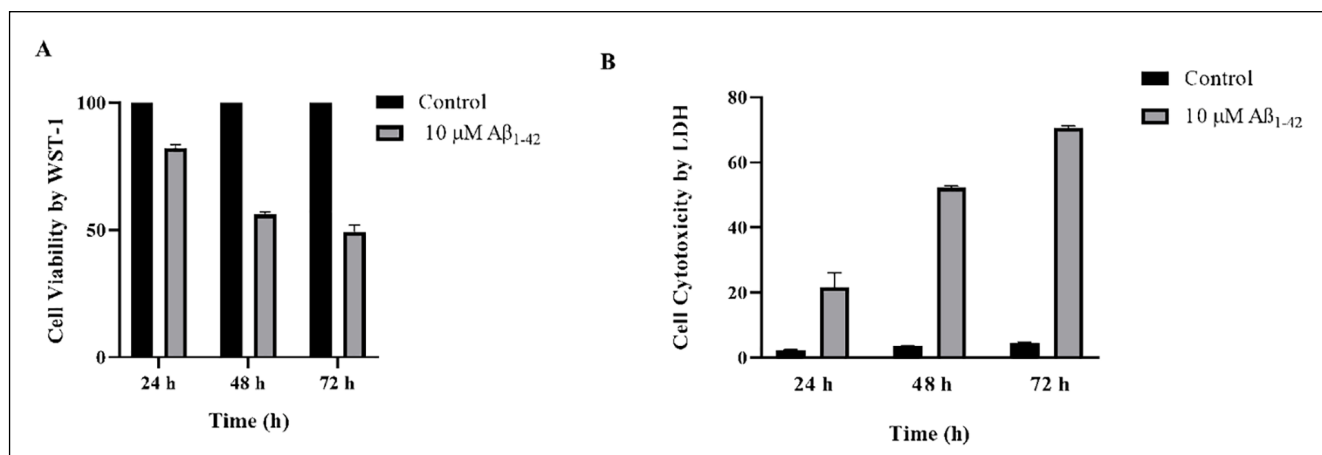 A
Cell Viability by WST-1
100
50
0
24 h 48 h 72 h
Time (h)
Control
10 μM Aβ1-42
B
Cell Cytotoxicity by LDH
80
60
40
20
0
24 h 48 h 72 h
Time (h)
Control
10 μM Aβ1-42